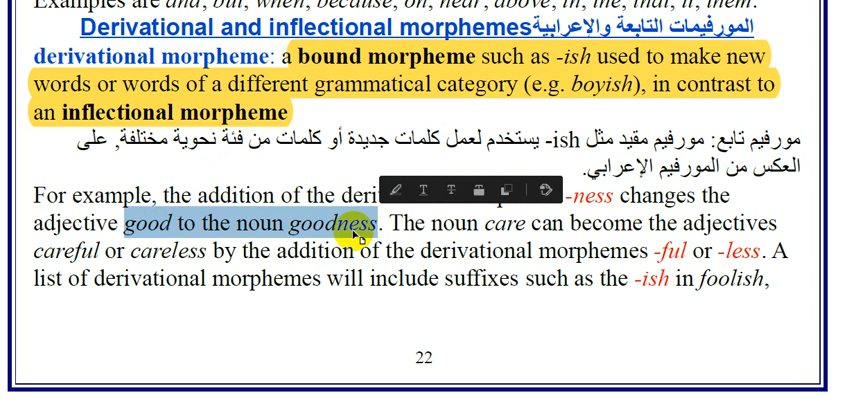 Examples are and, but, when, because, on, near, above, in, the, that, it, them.
Derivational and inflectional morphemes المورفيمات التابعة والإعرابية
derivational morpheme: a bound morpheme such as -ish used to make new
words or words of a different grammatical category (e.g. boyish), in contrast to
an inflectional morpheme
مورفيم تابع: مورفيم مقيد مثل ish- يستخدم لعمل كلمات جديدة أو كلمات من فئة نحوية مختلفة, على
العكس من المورفيم الإعرابي.
For example, the addition of the deri -ness changes the
adjective good to the noun goodness. The noun care can become the adjectives
careful or careless by the addition of the derivational morphemes -ful or -less. A
list of derivational morphemes will include suffixes such as the -ish in foolish,
22